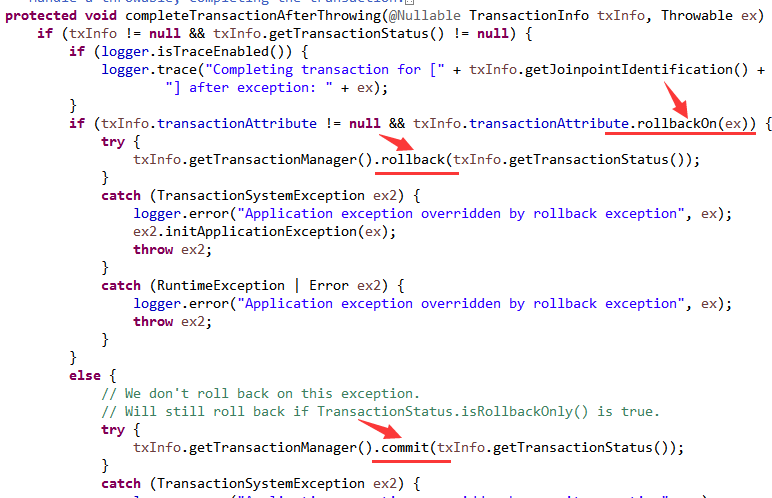 Handle a throwable, completing the transaction.
protected void completeTransactionAfterThrowing(@Nullable TransactionInfo txInfo, Throwable ex)
if (txInfo != null && txInfo.getTransactionStatus() != null) {
if (logger.isTraceEnabled()) {
logger.trace("Completing transaction for [" + txInfo.getJoinpointIdentification() +
"] after exception: " + ex);
}
if (txInfo.transactionAttribute != null && txInfo.transactionAttribute.rollbackOn(ex)) {
try {
txInfo.getTransactionManager().rollback(txInfo.getTransactionStatus());
}
catch (TransactionSystemException ex2) {
logger.error("Application exception overridden by rollback exception", ex);
ex2.initApplicationException(ex);
throw ex2;
}
catch (RuntimeException | Error ex2) {
logger.error("Application exception overridden by rollback exception", ex);
throw ex2;
}
}
else {
// We don't roll back on this exception.
// Will still roll back if TransactionStatus.isRollbackOnly() is true.
try {
txInfo.getTransactionManager().commit(txInfo.getTransactionStatus());
}
catch (TransactionSystemException ex2) {